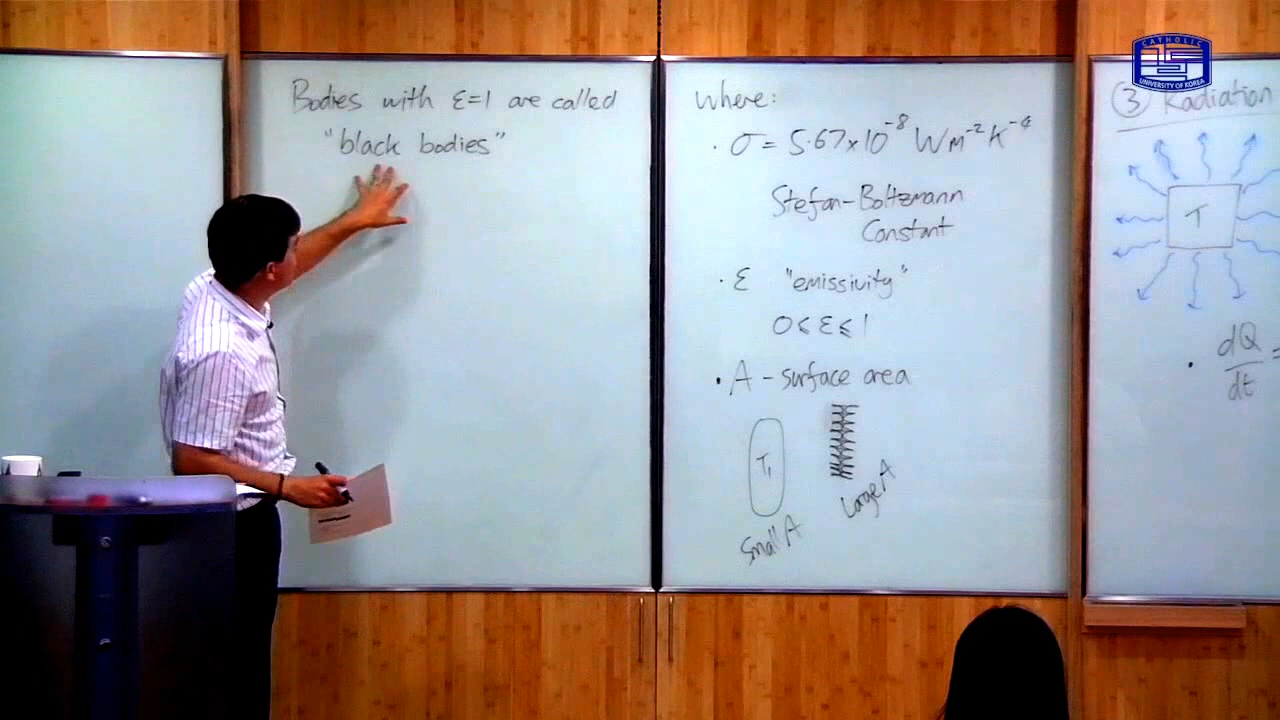 Bodies with ε=1 are called
"black bodies"
Where:
· σ = 5.67×10⁻⁸ Wm⁻²K⁻⁴
Stefan-Boltzmann
Constant
· ε "emissivity"
0 ⩽ ε ⩽ 1
· A - surface area
T₁
Small A
Large A
CATHOLIC
UNIVERSITY OF KOREA
③ Radiation
T
· dQ/dt =